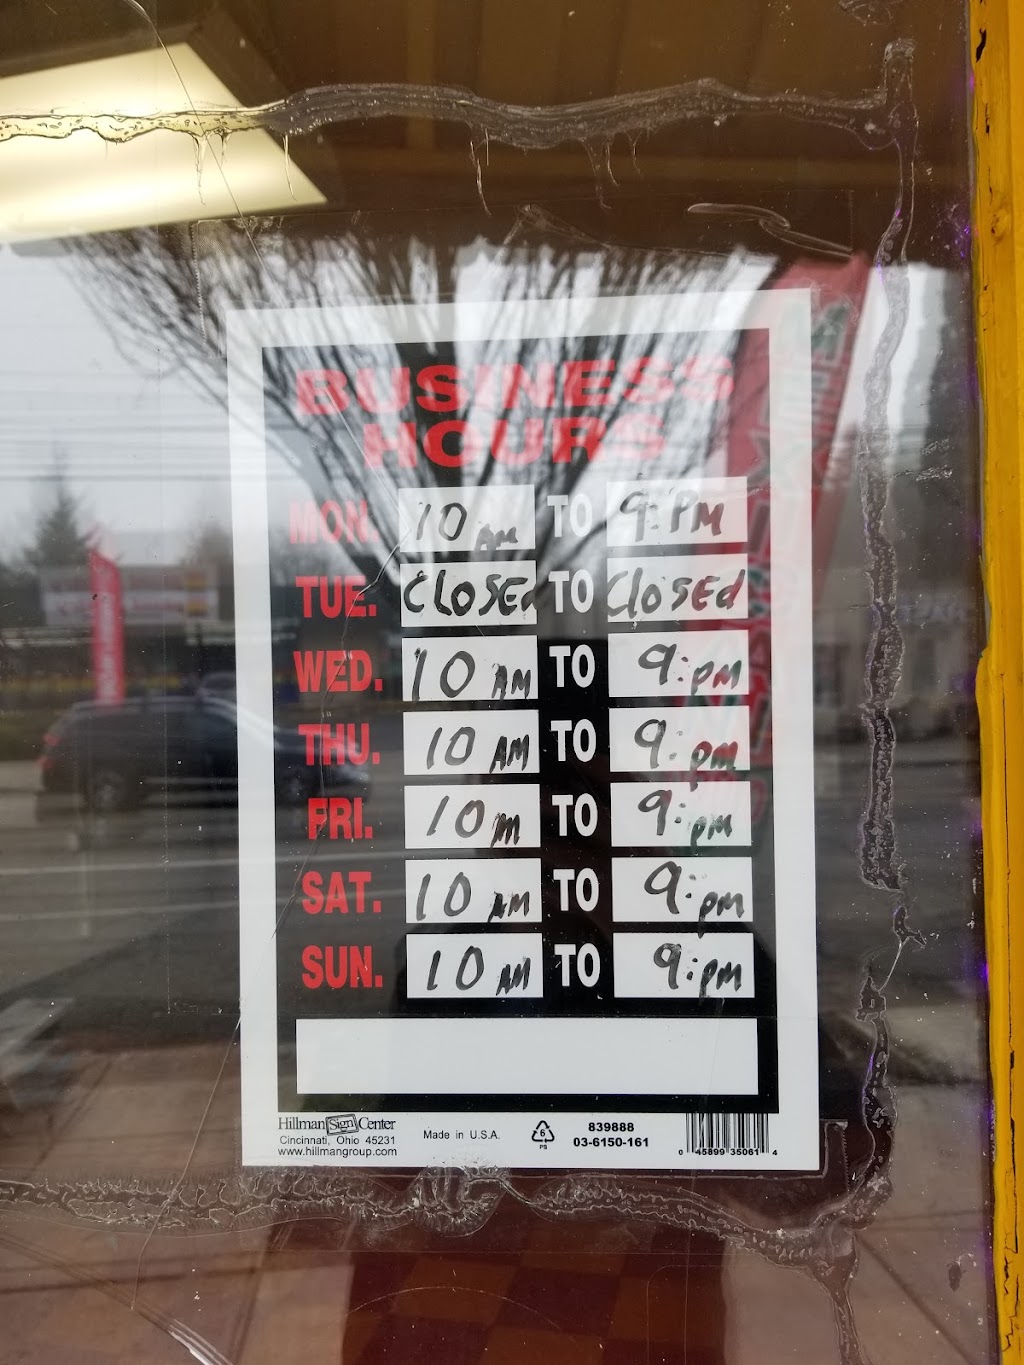 BUSINESS
HOURS
MON. 10 AM TO 9: PM
TUE. CLOSEd TO ClOSEd
WED. 10 AM TO 9: pm
THU. 10 AM TO 9: pm
FRI. 10 M TO 9: pm
SAT. 10 AM TO 9: pm
SUN. 10 AM TO 9: pm
Hillman Sign Center
Cincinnati, Ohio 45231
www.hillmangroup.com
Made in U.S.A.
6
PS
839888
03-6150-161
0 45899 35061 4